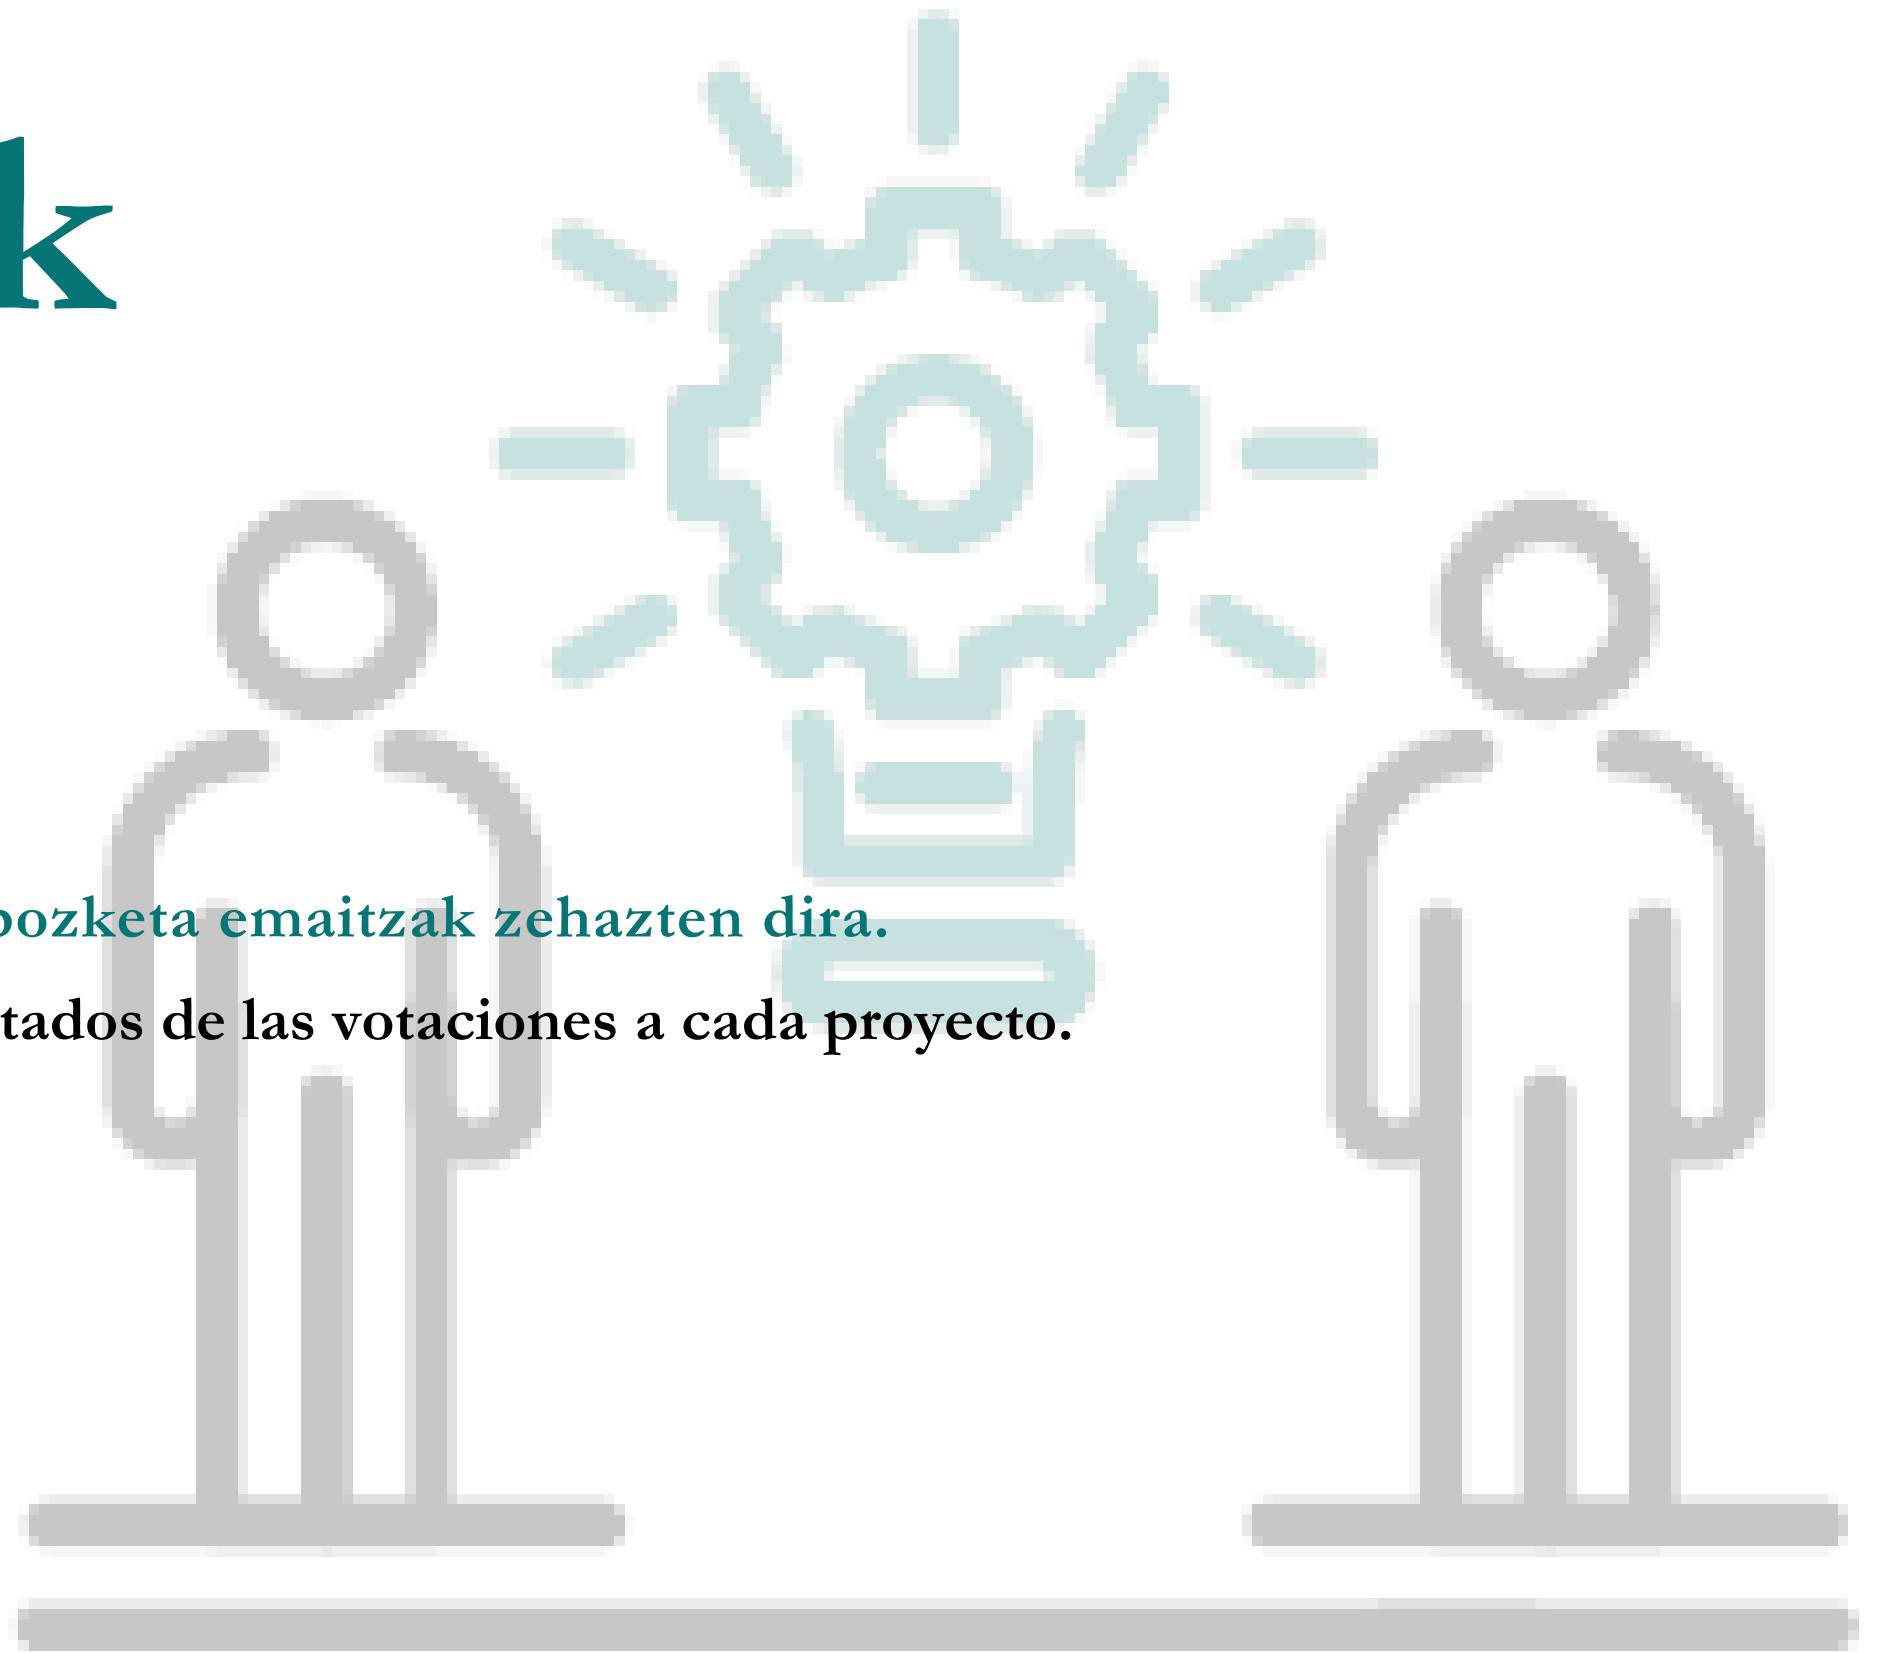 k
bozketa emaitzak zehazten dira.
tados de las votaciones a cada proyecto.